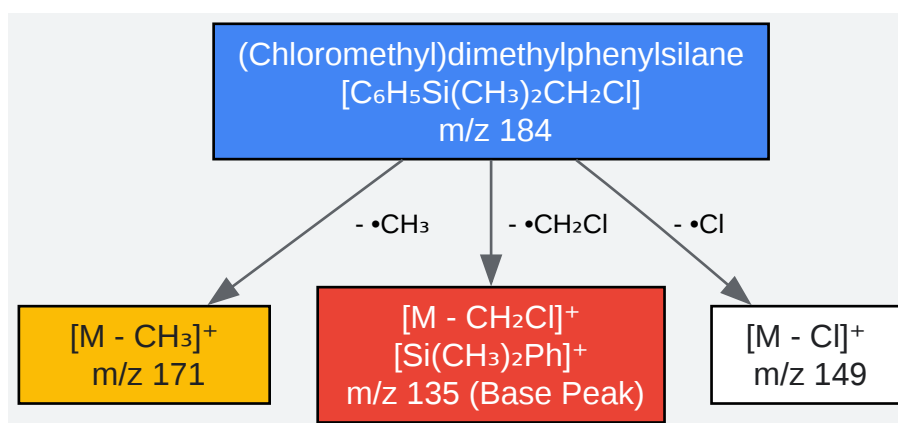 (Chloromethyl)dimethylphenylsilane
[C₆H₅Si(CH₃)₂CH₂Cl]
m/z 184
- •CH₃
- •CH₂Cl
- •Cl
[M - CH₃]⁺
m/z 171
[M - CH₂Cl]⁺
[Si(CH₃)₂Ph]⁺
m/z 135 (Base Peak)
[M - Cl]⁺
m/z 149